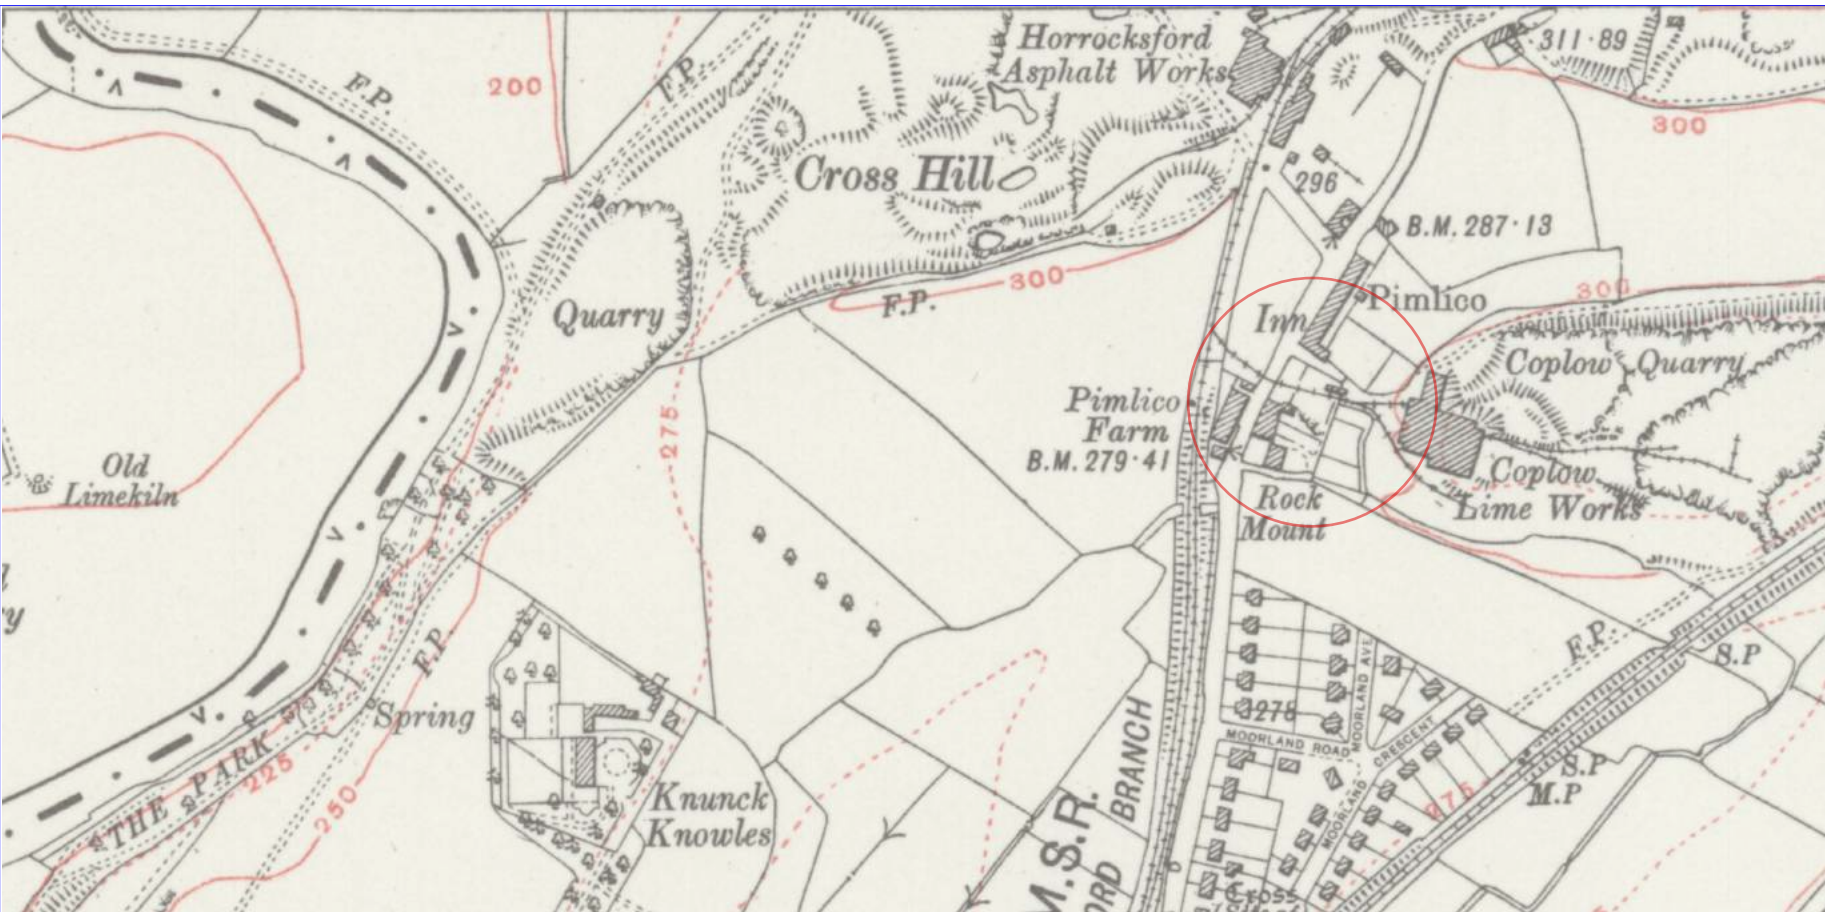 Horrocksford
Asphalt Works
311·89
F.P.
F.P.
200
300
Cross Hill
296
B.M. 287·13
300
F.P.
300
Pimlico
Inn
Quarry
Coplow Quarry
Pimlico
Farm
B.M. 279·41
275
Old
Limekiln
Coplow
Lime Works
Rock
Mount
F.P.
F.P.
S.P
Spring
278
MOORLAND AVE
MOORLAND ROAD
CRESCENT
MOORLAND
THE PARK
225
250
Knunck
Knowles
BRANCH
M.S.R.
275
S.P
M.P